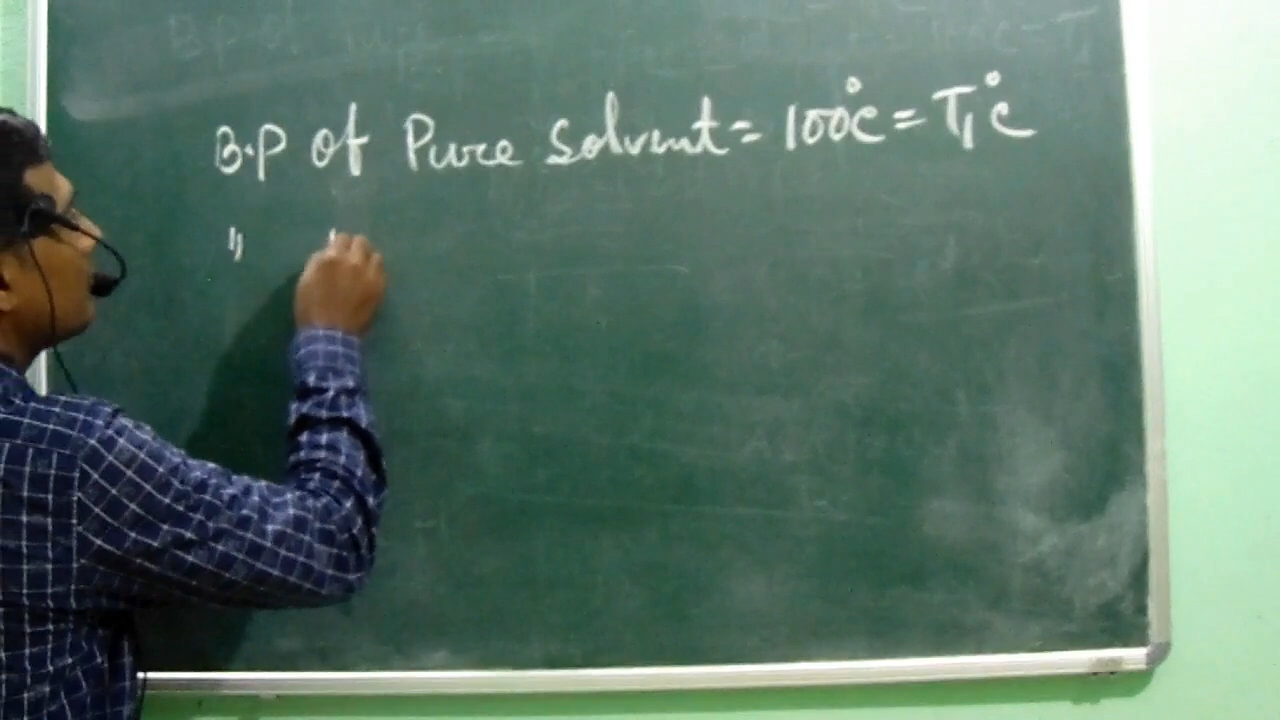 B.P of Pure Solvent = 100°C = T₁°C
" "